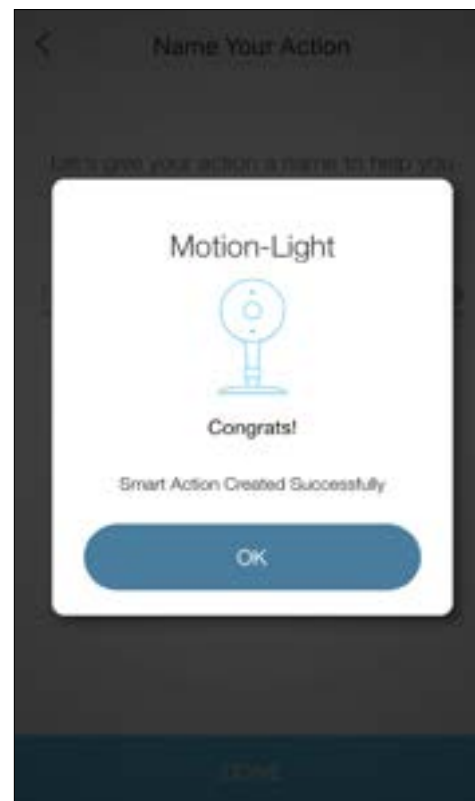 Name Your Action
Let's give your action a name to help you
Motion-Light
Congrats!
Smart Action Created Successfully
OK
DONE